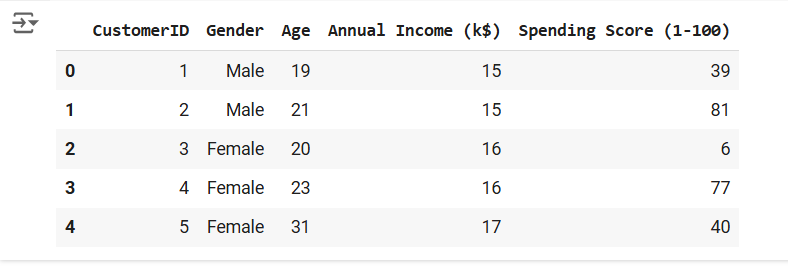 CustomerID Gender Age Annual Income (k$) Spending Score (1-100)
0 1 Male 19 15 39
1 2 Male 21 15 81
2 3 Female 20 16 6
3 4 Female 23 16 77
4 5 Female 31 17 40